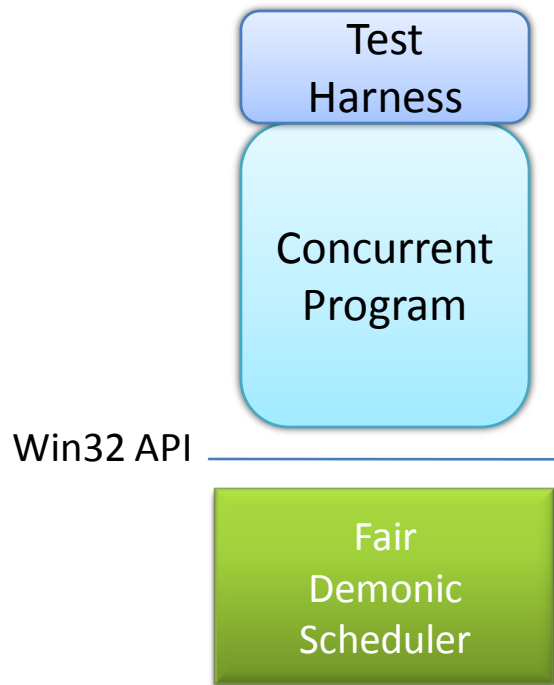 Test
Harness
Concurrent
Program
Win32 API
Fair
Demonic
Scheduler